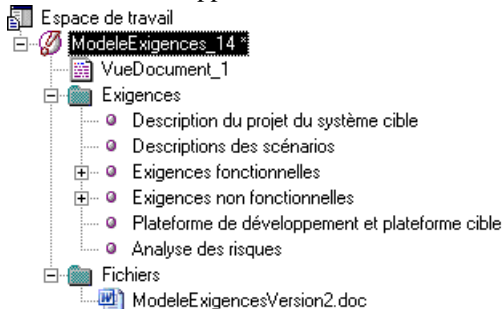 Espace de travail
ModeleExigences_14 *
VueDocument_1
Exigences
Description du projet du système cible
Descriptions des scénarios
Exigences fonctionnelles
Exigences non fonctionnelles
Plateforme de développement et plateforme cible
Analyse des risques
Fichiers
ModeleExigencesVersion2.doc